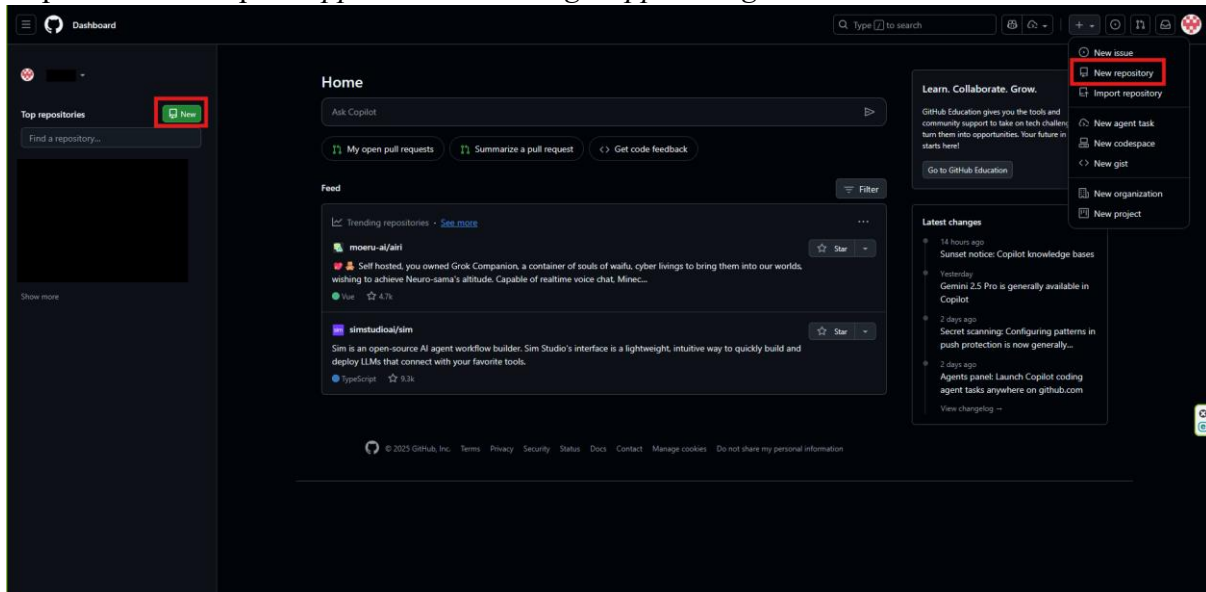 Dashboard
Type / to search
New issue
New repository
Import repository
New agent task
New codespace
New gist
New organization
New project
Top repositories
New
Find a repository...
Show more
Home
Ask Copilot
My open pull requests
Summarize a pull request
Get code feedback
Feed
Filter
Trending repositories · See more
moeru-ai/airi
Star
Self hosted, you owned Grok Companion, a container of souls of waifu, cyber livings to bring them into our worlds,
wishing to achieve Neuro-sama's altitude. Capable of realtime voice chat, Minec...
Vue 4.7k
simstudioai/sim
Star
Sim is an open-source AI agent workflow builder. Sim Studio's interface is a lightweight, intuitive way to quickly build and
deploy LLMs that connect with your favorite tools.
TypeScript 9.3k
Learn. Collaborate. Grow.
GitHub Education gives you the tools and
community support to take on tech challeng
turn them into opportunities. Your future in
starts here!
Go to GitHub Education
Latest changes
14 hours ago
Sunset notice: Copilot knowledge bases
Yesterday
Gemini 2.5 Pro is generally available in
Copilot
2 days ago
Secret scanning: Configuring patterns in
push protection is now generally...
2 days ago
Agents panel: Launch Copilot coding
agent tasks anywhere on github.com
View changelog →
© 2025 GitHub, Inc. Terms Privacy Security Status Docs Contact Manage cookies Do not share my personal information